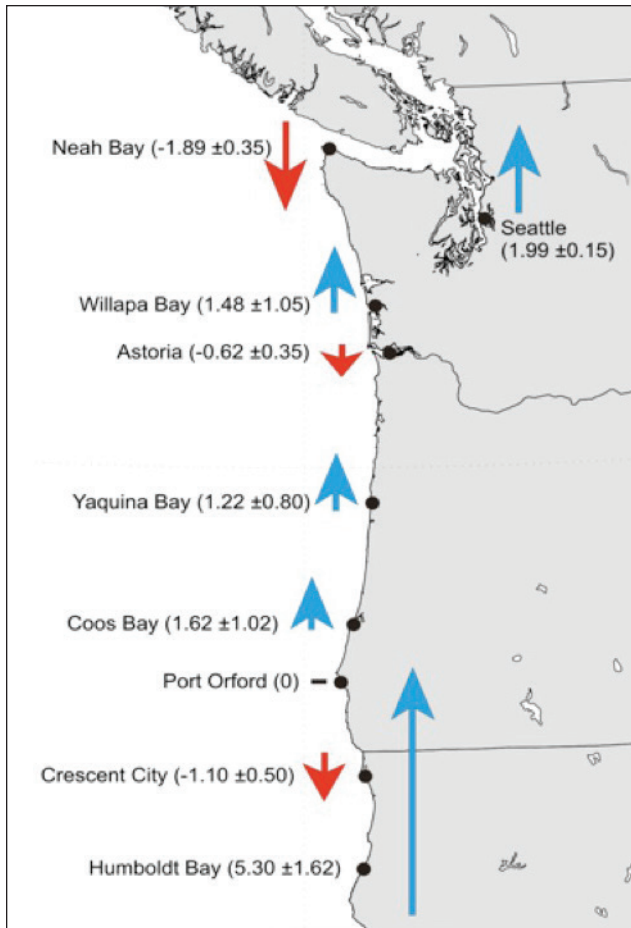 Neah Bay (-1.89 ±0.35)
Seattle
(1.99 ±0.15)
Willapa Bay (1.48 ±1.05)
Astoria (-0.62 ±0.35)
Yaquina Bay (1.22 ±0.80)
Coos Bay (1.62 ±1.02)
Port Orford (0)
Crescent City (-1.10 ±0.50)
Humboldt Bay (5.30 ±1.62)